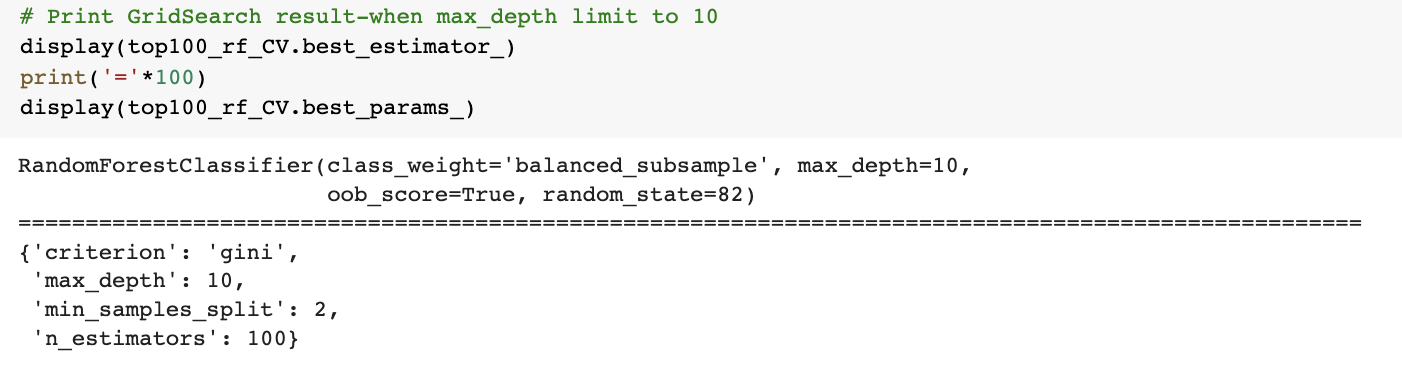 # Print GridSearch result-when max_depth limit to 10
display(top100_rf_CV.best_estimator_)
print('='*100)
display(top100_rf_CV.best_params_)
RandomForestClassifier(class_weight='balanced_subsample', max_depth=10,
                       oob_score=True, random_state=82)
====================================================================================================
{'criterion': 'gini',
 'max_depth': 10,
 'min_samples_split': 2,
 'n_estimators': 100}